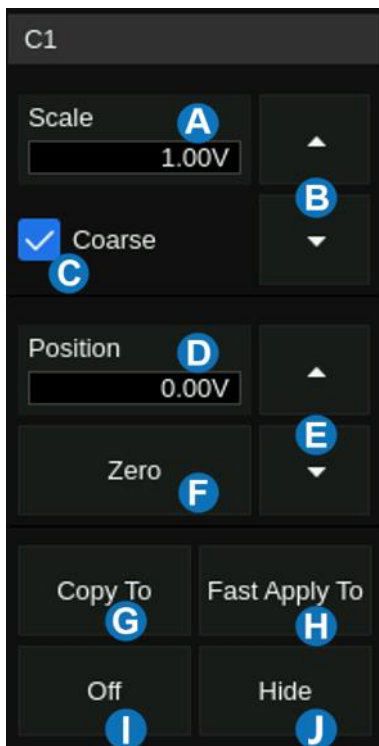 C1
Scale
A
1.00V
B
Coarse
C
Position
D
0.00V
E
Zero
F
Copy To
G
Fast Apply To
H
Off
I
Hide
J